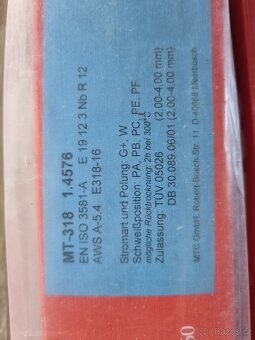 MT-318 1.4576
EN ISO 3581-A E 19 12 3 Nb R 12
AWS A-5.4 E318-16
Stromart und Polung: G+, W
Schweißposition: PA, PB, PC, PE, PF
mögliche Rücktrocknung: 2h bei 300°C
Zulassung: TÜV 05026 (2.00-4.00 mm)
DB 30.089.06/01 (2.00-4.00 mm)
MTC GmbH, Robert-Bosch-Str. 11, D-40668 Meerbusch